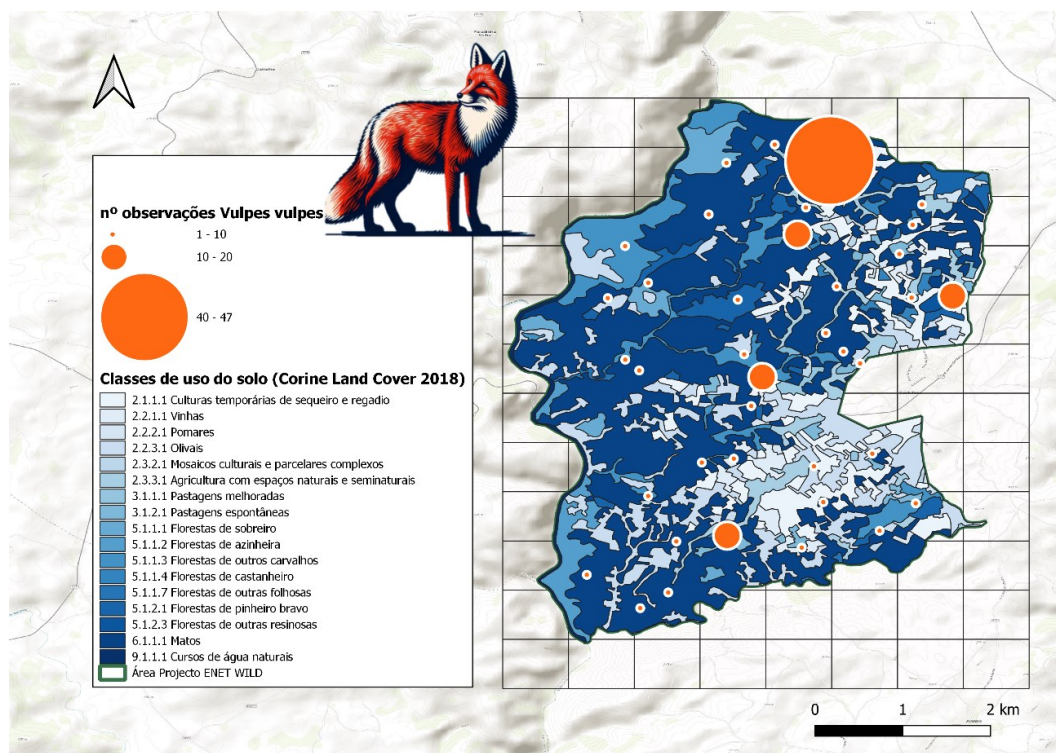 nº observações Vulpes vulpes
1 - 10
10 - 20
40 - 47
Classes de uso do solo (Corine Land Cover 2018)
2.1.1.1 Culturas temporárias de sequeiro e regadio
2.2.1.1 Vinhas
2.2.2.1 Pomares
2.2.3.1 Olivais
2.3.2.1 Mosaicos culturais e parcelares complexos
2.3.3.1 Agricultura com espaços naturais e seminaturais
3.1.1.1 Pastagens melhoradas
3.1.2.1 Pastagens espontâneas
5.1.1.1 Florestas de sobreiro
5.1.1.2 Florestas de azinheira
5.1.1.3 Florestas de outros carvalhos
5.1.1.4 Florestas de castanheiro
5.1.1.7 Florestas de outras folhosas
5.1.2.1 Florestas de pinheiro bravo
5.1.2.3 Florestas de outras resinosas
6.1.1.1 Matos
9.1.1.1 Cursos de água naturais
Área Projecto ENET WILD
0 1 2 km